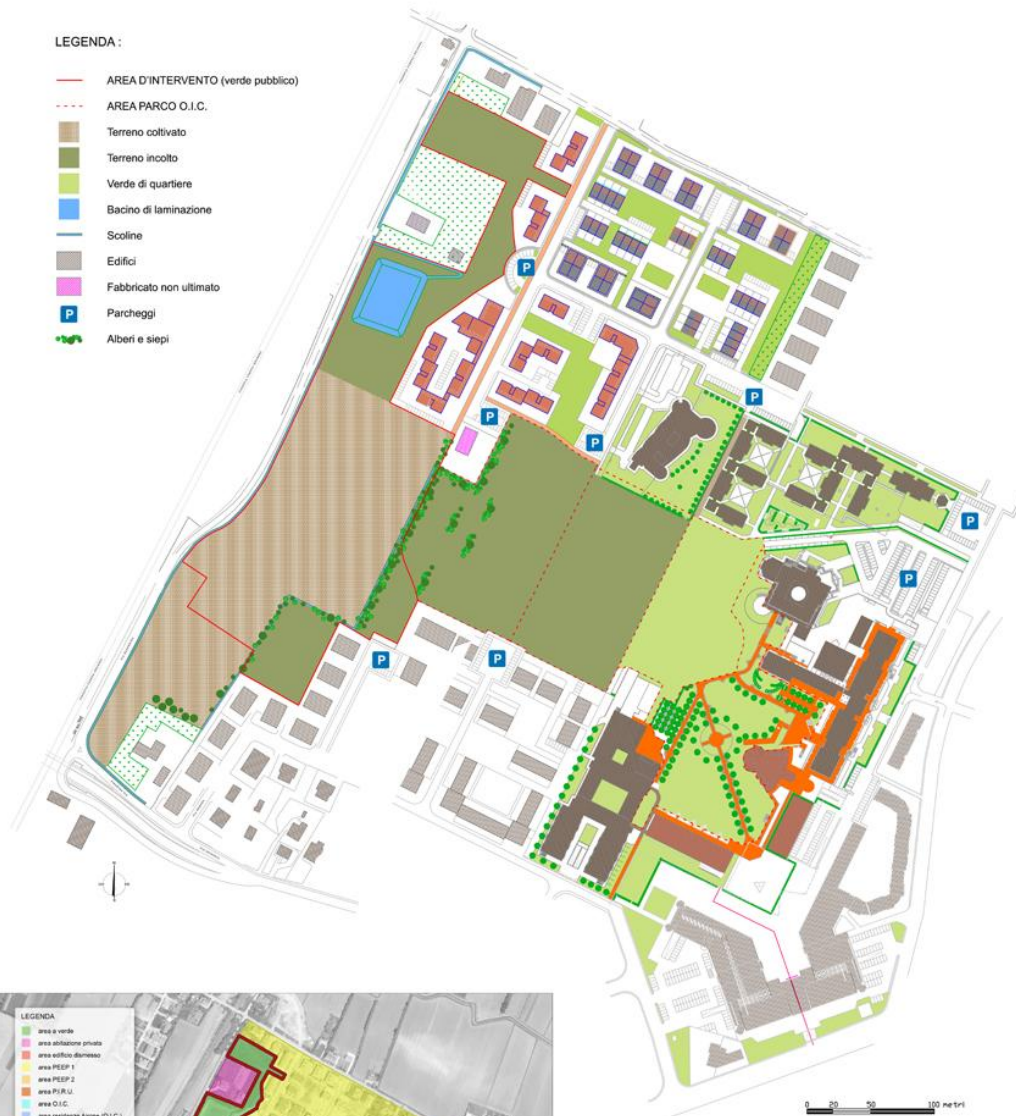 LEGENDA :
AREA D'INTERVENTO (verde pubblico)
AREA PARCO O.I.C.
Terreno coltivato
Terreno incolto
Verde di quartiere
Bacino di laminazione
Scoline
Edifici
Fabbricato non ultimato
P Parcheggi
Alberi e siepi
P
P
P
P
P
P
P
P
LEGENDA
area a verde
area abitazione privata
area edificio dismesso
area PEEP 1
area PEEP 2
area P.I.R.U.
area O.I.C.
0 20 50 100 metri